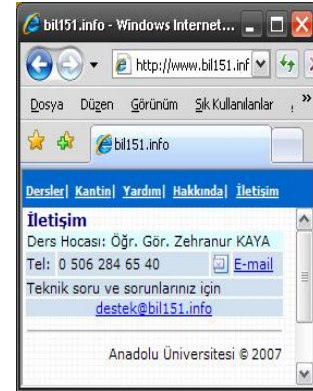 bil151.info - Windows Internet...
http://www.bil151.inf
Dosya Düzen Görünüm Sık Kullanılanlar »
bil151.info
Dersler| Kantin| Yardım| Hakkında| İletişim
İletişim
Ders Hocası: Öğr. Gör. Zehranur KAYA
Tel: 0 506 284 65 40 E-mail
Teknik soru ve sorunlarınız için
destek@bil151.info
Anadolu Üniversitesi © 2007